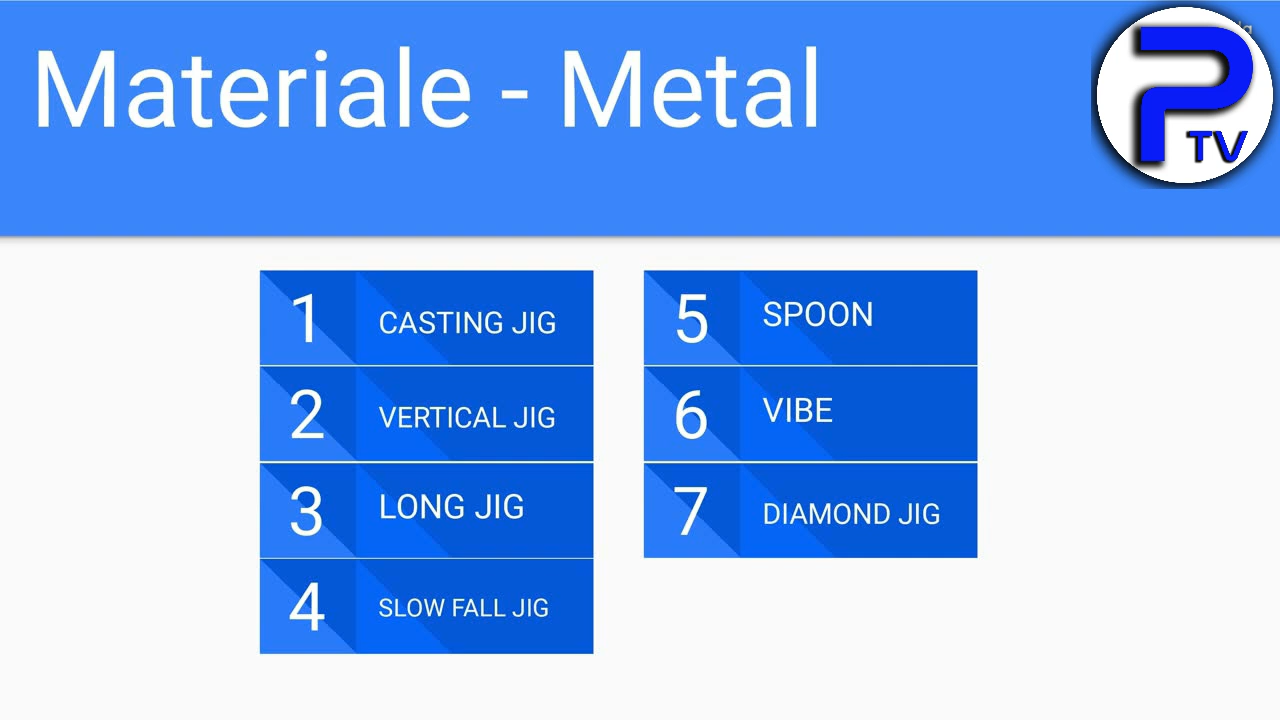 Materiale - Metal
P TV
1 CASTING JIG
2 VERTICAL JIG
3 LONG JIG
4 SLOW FALL JIG
5 SPOON
6 VIBE
7 DIAMOND JIG